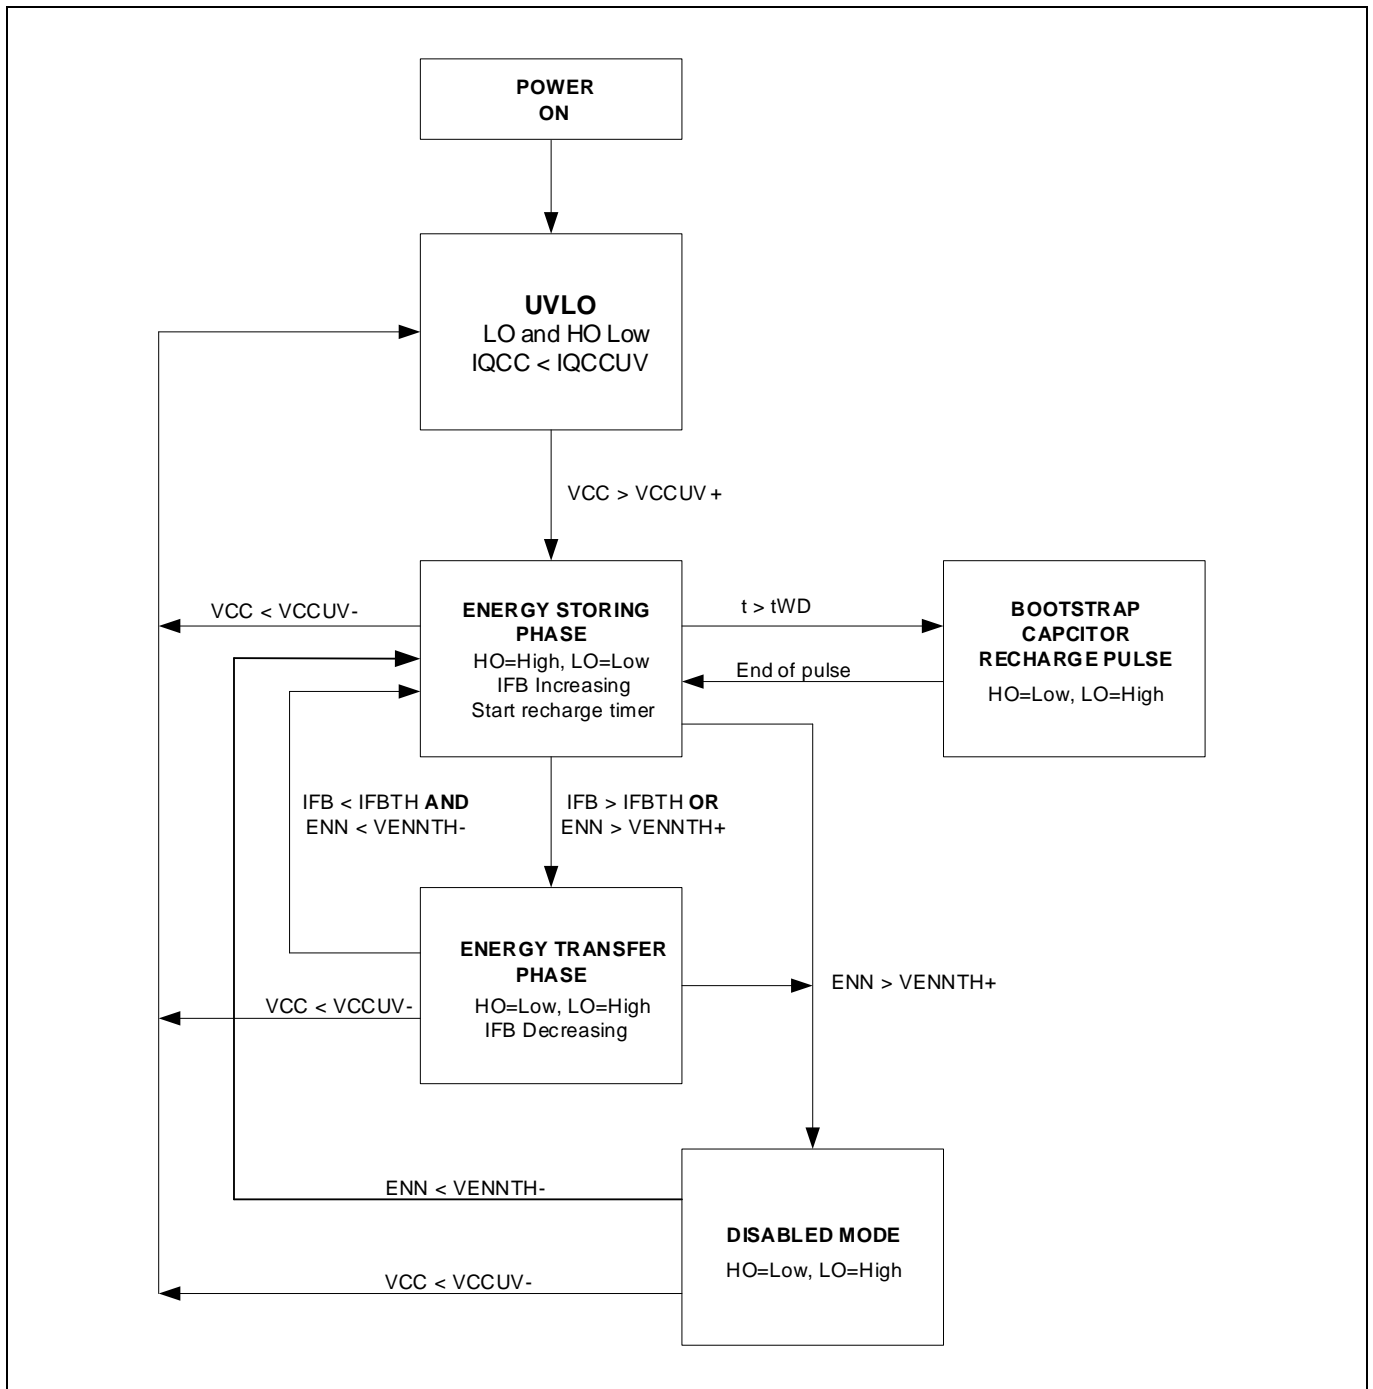 POWER
ON
UVLO
LO and HO Low
IQCC < IQCCUV
VCC > VCCUV+
VCC < VCCUV-
ENERGY STORING
PHASE
HO=High, LO=Low
IFB Increasing
Start recharge timer
t > tWD
End of pulse
BOOTSTRAP
CAPCITOR
RECHARGE PULSE
HO=Low, LO=High
IFB < IFBTH AND
ENN < VENNTH-
IFB > IFBTH OR
ENN > VENNTH+
ENERGY TRANSFER
PHASE
HO=Low, LO=High
IFB Decreasing
VCC < VCCUV-
ENN > VENNTH+
ENN < VENNTH-
DISABLED MODE
HO=Low, LO=High
VCC < VCCUV-